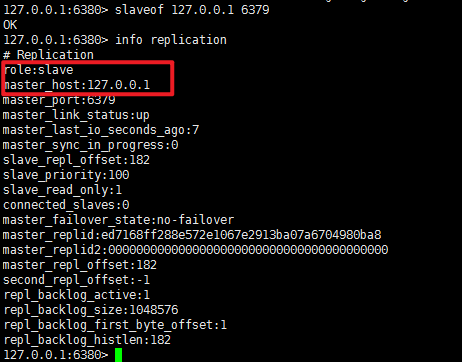 127.0.0.1:6380> slaveof 127.0.0.1 6379
OK
127.0.0.1:6380> info replication
# Replication
role:slave
master_host:127.0.0.1
master_port:6379
master_link_status:up
master_last_io_seconds_ago:7
master_sync_in_progress:0
slave_repl_offset:182
slave_priority:100
slave_read_only:1
connected_slaves:0
master_failover_state:no-failover
master_replid:ed7168ff288e572e1067e2913ba07a6704980ba8
master_replid2:0000000000000000000000000000000000000000
master_repl_offset:182
second_repl_offset:-1
repl_backlog_active:1
repl_backlog_size:1048576
repl_backlog_first_byte_offset:1
repl_backlog_histlen:182
127.0.0.1:6380>